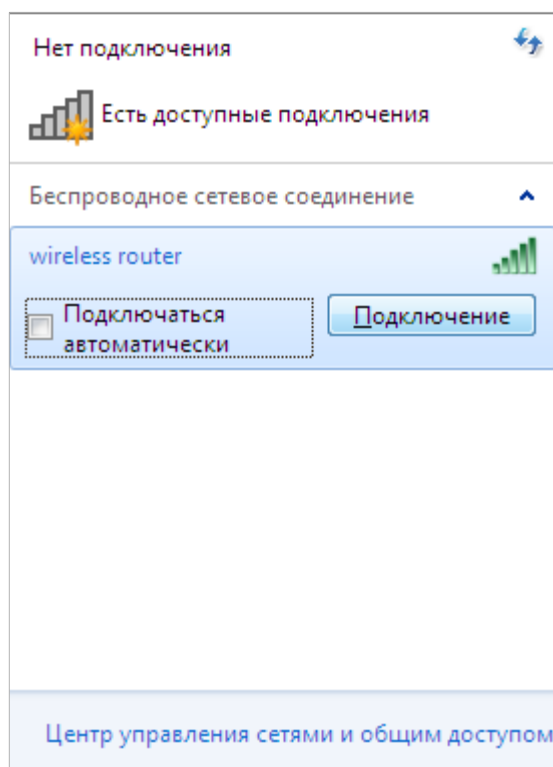 Нет подключения
Есть доступные подключения
Беспроводное сетевое соединение
wireless router
Подключаться
автоматически
Подключение
Центр управления сетями и общим доступом